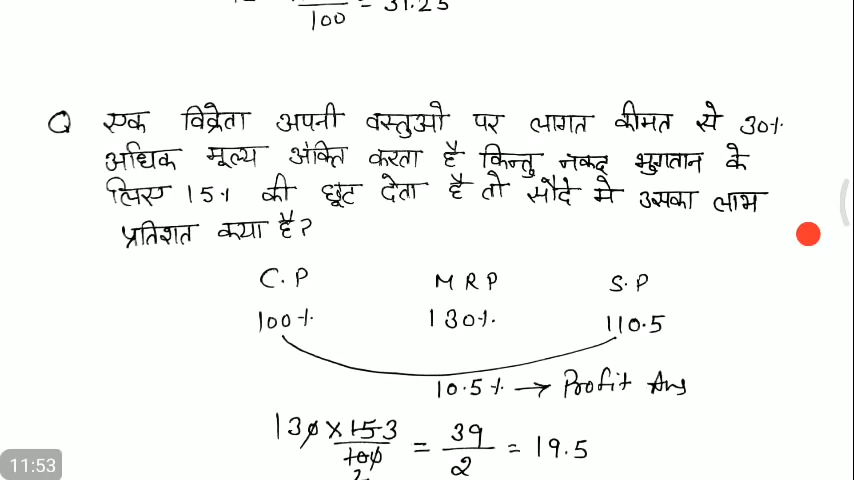 100 = 31.25
Q एक विक्रेता अपनी वस्तुओ पर लागत कीमत से 30%
अधिक मूल्य अंकित करता है किन्तु नकद भुगतान के
लिए 15% की छूट देता है तो सौदे मे उसका लाभ
प्रतिशत क्या है?
C.P MRP S.P
100% 130% 110.5
10.5% → Profit Ans
130 × 15 3 / 100 2 = 39 / 2 = 19.5
11:53